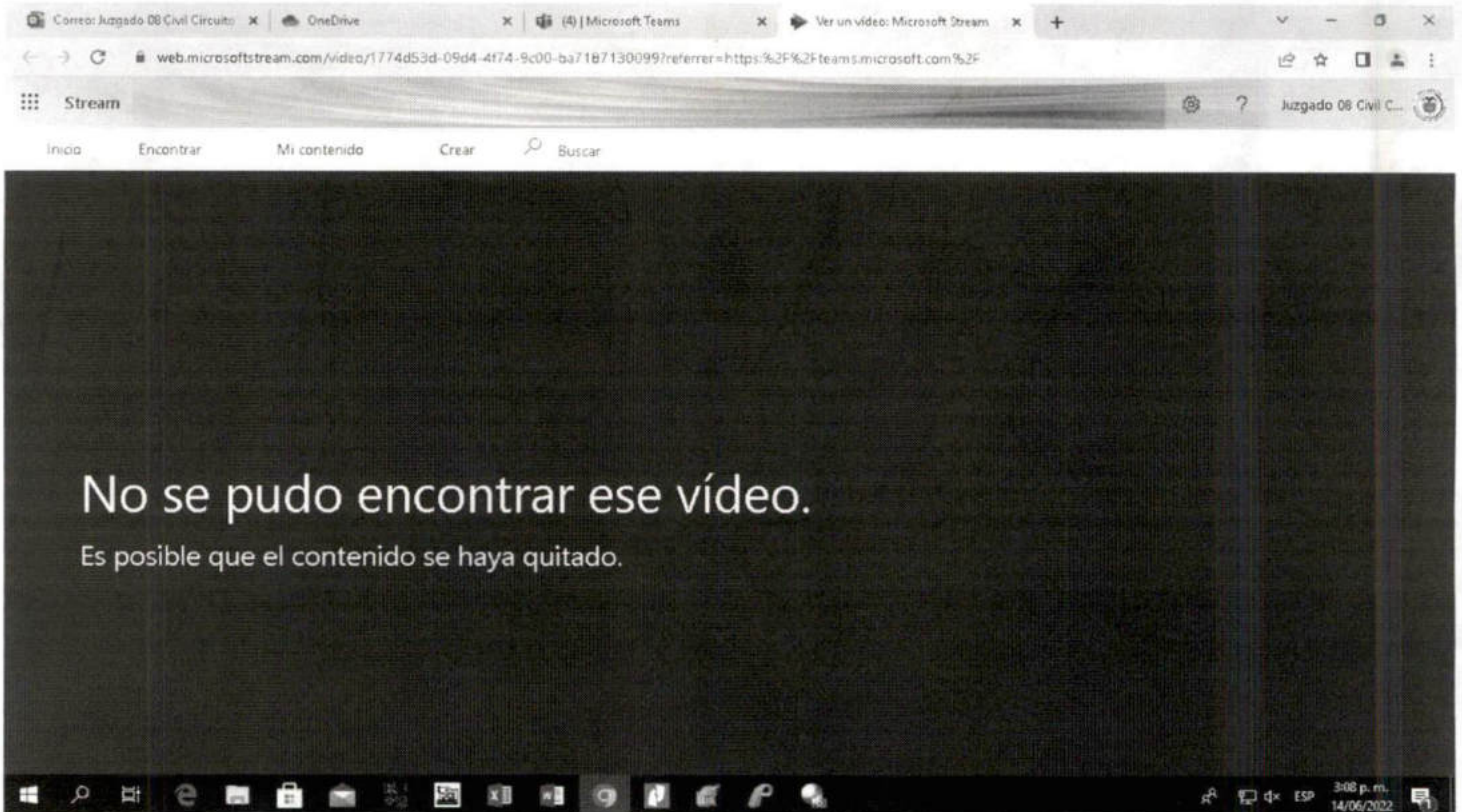 Correo: Juzgado 08 Civil Circuito
OneDrive
(4) | Microsoft Teams
Ver un vídeo: Microsoft Stream
web.microsoftstream.com/video/1774d53d-09d4-4f74-9c00-ba7187130099?referrer=https:%2F%2Fteams.microsoft.com%2F
Stream
? Juzgado 08 Civil C...
Inicio Encontrar Mi contenido Crear Buscar
No se pudo encontrar ese vídeo.
Es posible que el contenido se haya quitado.
ESP
3:08 p. m.
14/06/2022